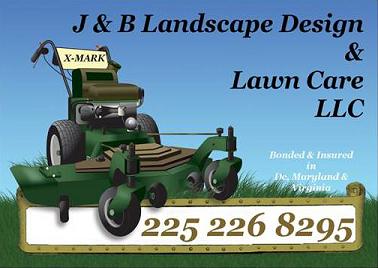 J & B Landscape Design
&
Lawn Care
LLC
X-MARK
Bonded & Insured
in
Dc, Maryland &
Virginia
225 226 8295